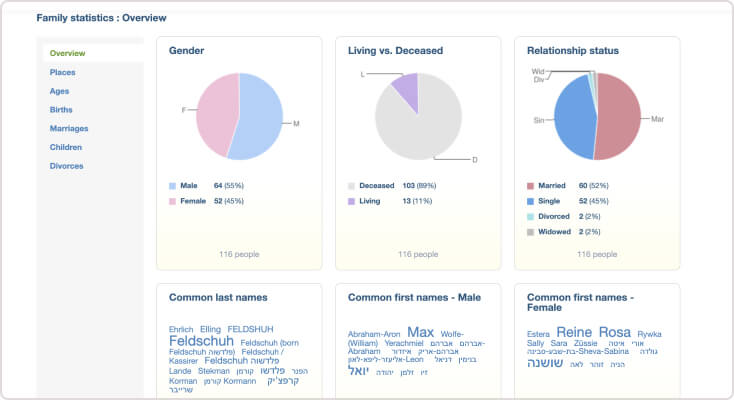 Family statistics : Overview
Overview
Places
Ages
Births
Marriages
Children
Divorces
Gender
F
M
Male 64 (55%)
Female 52 (45%)
116 people
Living vs. Deceased
L
D
Deceased 103 (89%)
Living 13 (11%)
116 people
Relationship status
Wid
Div
Sin
Mar
Married 60 (52%)
Single 52 (45%)
Divorced 2 (2%)
Widowed 2 (2%)
116 people
Common last names
Ehrlich Elling FELDSHUH
Feldschuh Feldschuh (born
Feldschuh פלדשוה) Feldschuh /
Kassirer Feldschuh פלדשוה
Lande Stekman קורמן פלדשו הפנר
Korman קורמן Kormann קרפצ'יק
שרייבר
Common first names - Male
Abraham-Aron Max Wolfe-
(William) Yerachmiel אברהם אברהם-
Abraham אברהם-אריק איזדור
Leon-אליעזר-ליפא-לאון דניאל בנימין
יואל יהודה זלמן זיו
Common first names -
Female
Estera Reine Rosa Rywka
Sally Sara Züssie איטה אורי
בת-שבע-סבינה-Sheva-Sabina גולדה
שושנה לאה זוהר הניה